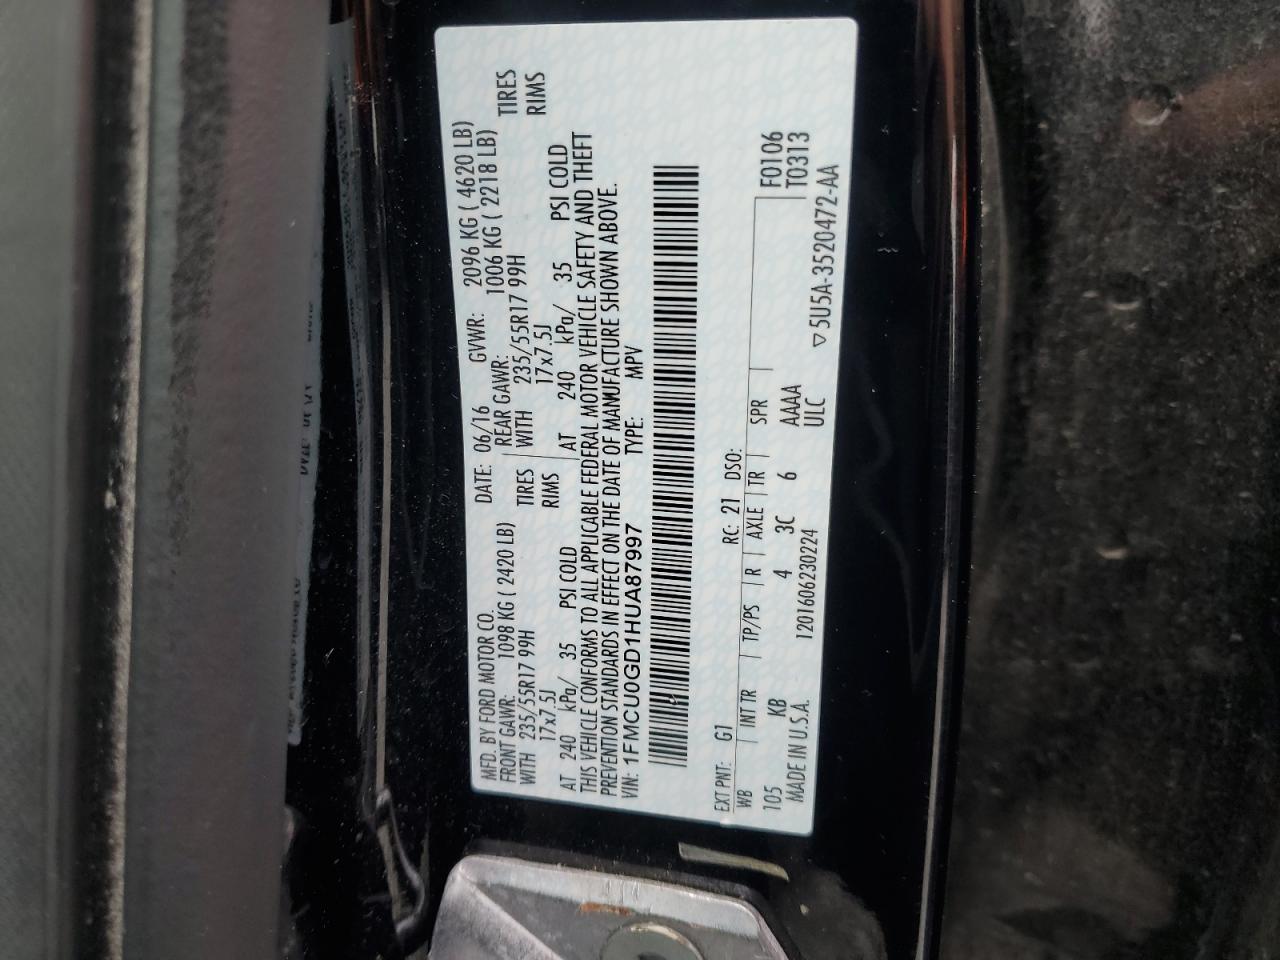 MFD. BY FORD MOTOR CO. DATE: 06/16 GVWR: 2096 KG ( 4620 LB)
FRONT GAWR: 1098 KG ( 2420 LB) REAR GAWR: 1006 KG ( 2218 LB)
WITH 235/55R17 99H TIRES WITH 235/55R17 99H TIRES
17x7.5J RIMS 17x7.5J RIMS
AT 240 kPa/ 35 PSI COLD AT 240 kPa/ 35 PSI COLD
THIS VEHICLE CONFORMS TO ALL APPLICABLE FEDERAL MOTOR VEHICLE SAFETY AND THEFT
PREVENTION STANDARDS IN EFFECT ON THE DATE OF MANUFACTURE SHOWN ABOVE.
VIN: 1FMCU0GD1HUA87997 TYPE: MPV
EXT PNT: G1 RC: 21 DSO: F0106
WB INT TR TP/PS R AXLE TR SPR T0313
105 KB 4 3C 6 AAAA
MADE IN U.S.A. 1201606230224 ULC ▽5U5A-3520472-AA